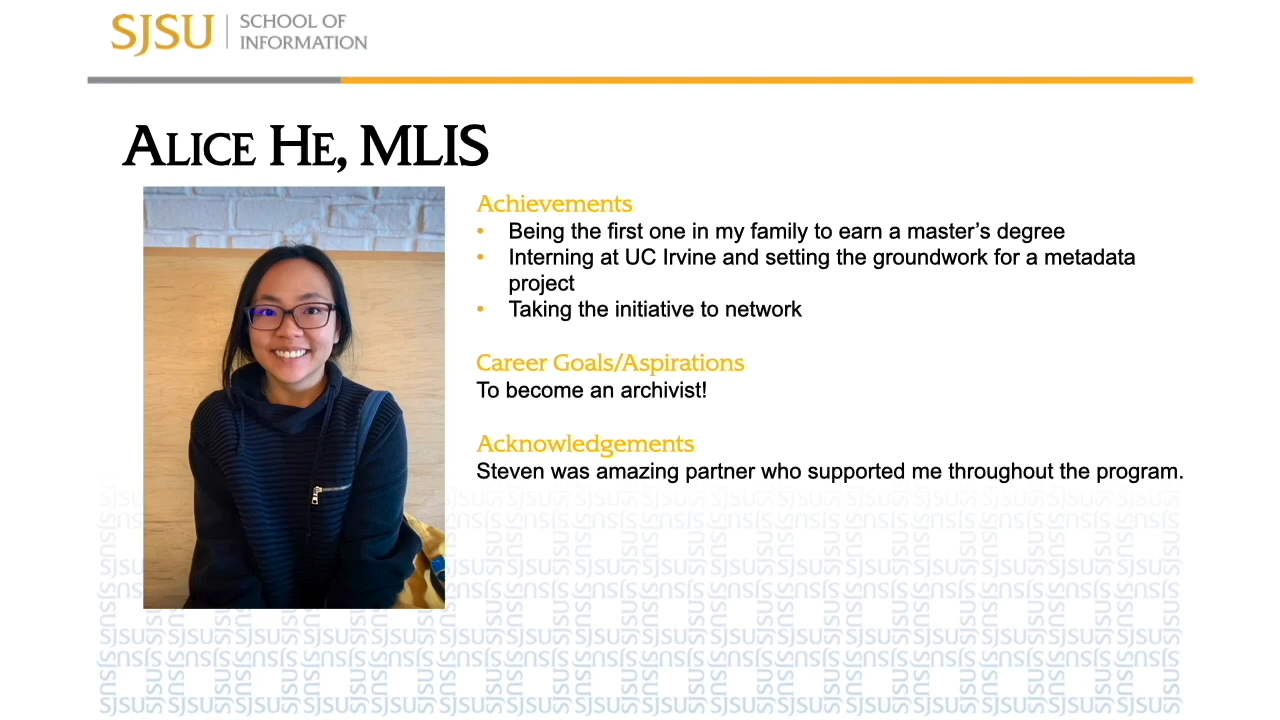 SJSU SCHOOL OF
INFORMATION
ALICE HE, MLIS
Achievements
• Being the first one in my family to earn a master’s degree
• Interning at UC Irvine and setting the groundwork for a metadata
project
• Taking the initiative to network
Career Goals/Aspirations
To become an archivist!
Acknowledgements
Steven was amazing partner who supported me throughout the program.